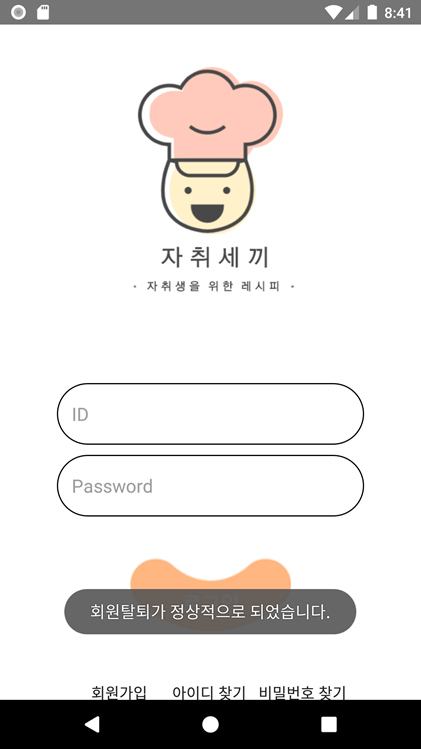 8:41
자취세끼
· 자취생을 위한 레시피 ·
ID
Password
회원탈퇴가 정상적으로 되었습니다.
회원가입 아이디 찾기 비밀번호 찾기